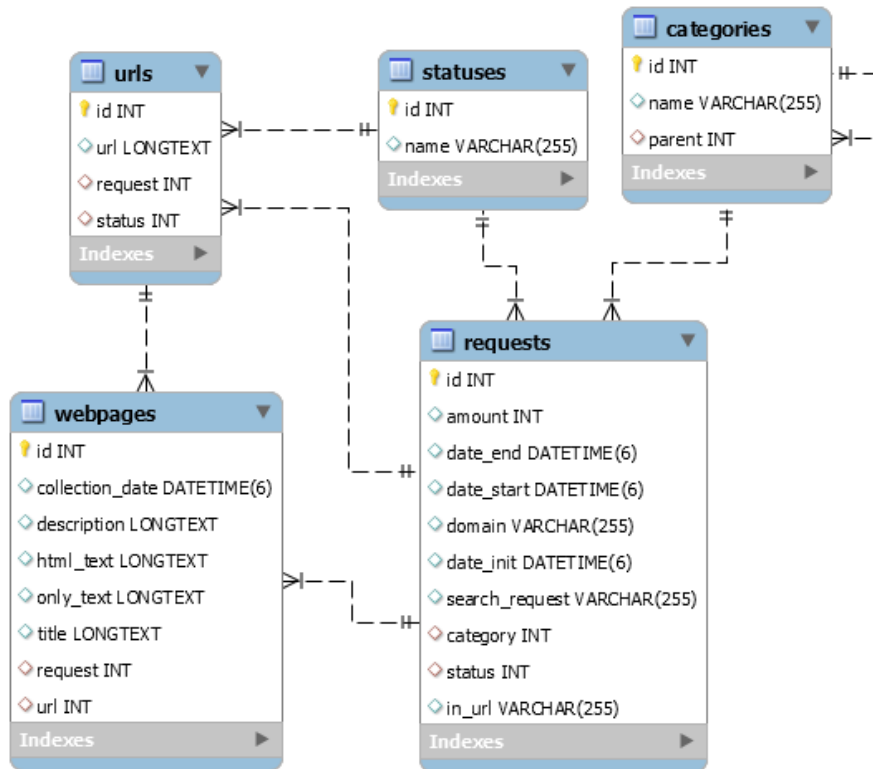 urls
id INT
url LONGTEXT
request INT
status INT
Indexes
statuses
id INT
name VARCHAR(255)
Indexes
categories
id INT
name VARCHAR(255)
parent INT
Indexes
webpages
id INT
collection_date DATETIME(6)
description LONGTEXT
html_text LONGTEXT
only_text LONGTEXT
title LONGTEXT
request INT
url INT
Indexes
requests
id INT
amount INT
date_end DATETIME(6)
date_start DATETIME(6)
domain VARCHAR(255)
date_init DATETIME(6)
search_request VARCHAR(255)
category INT
status INT
in_url VARCHAR(255)
Indexes